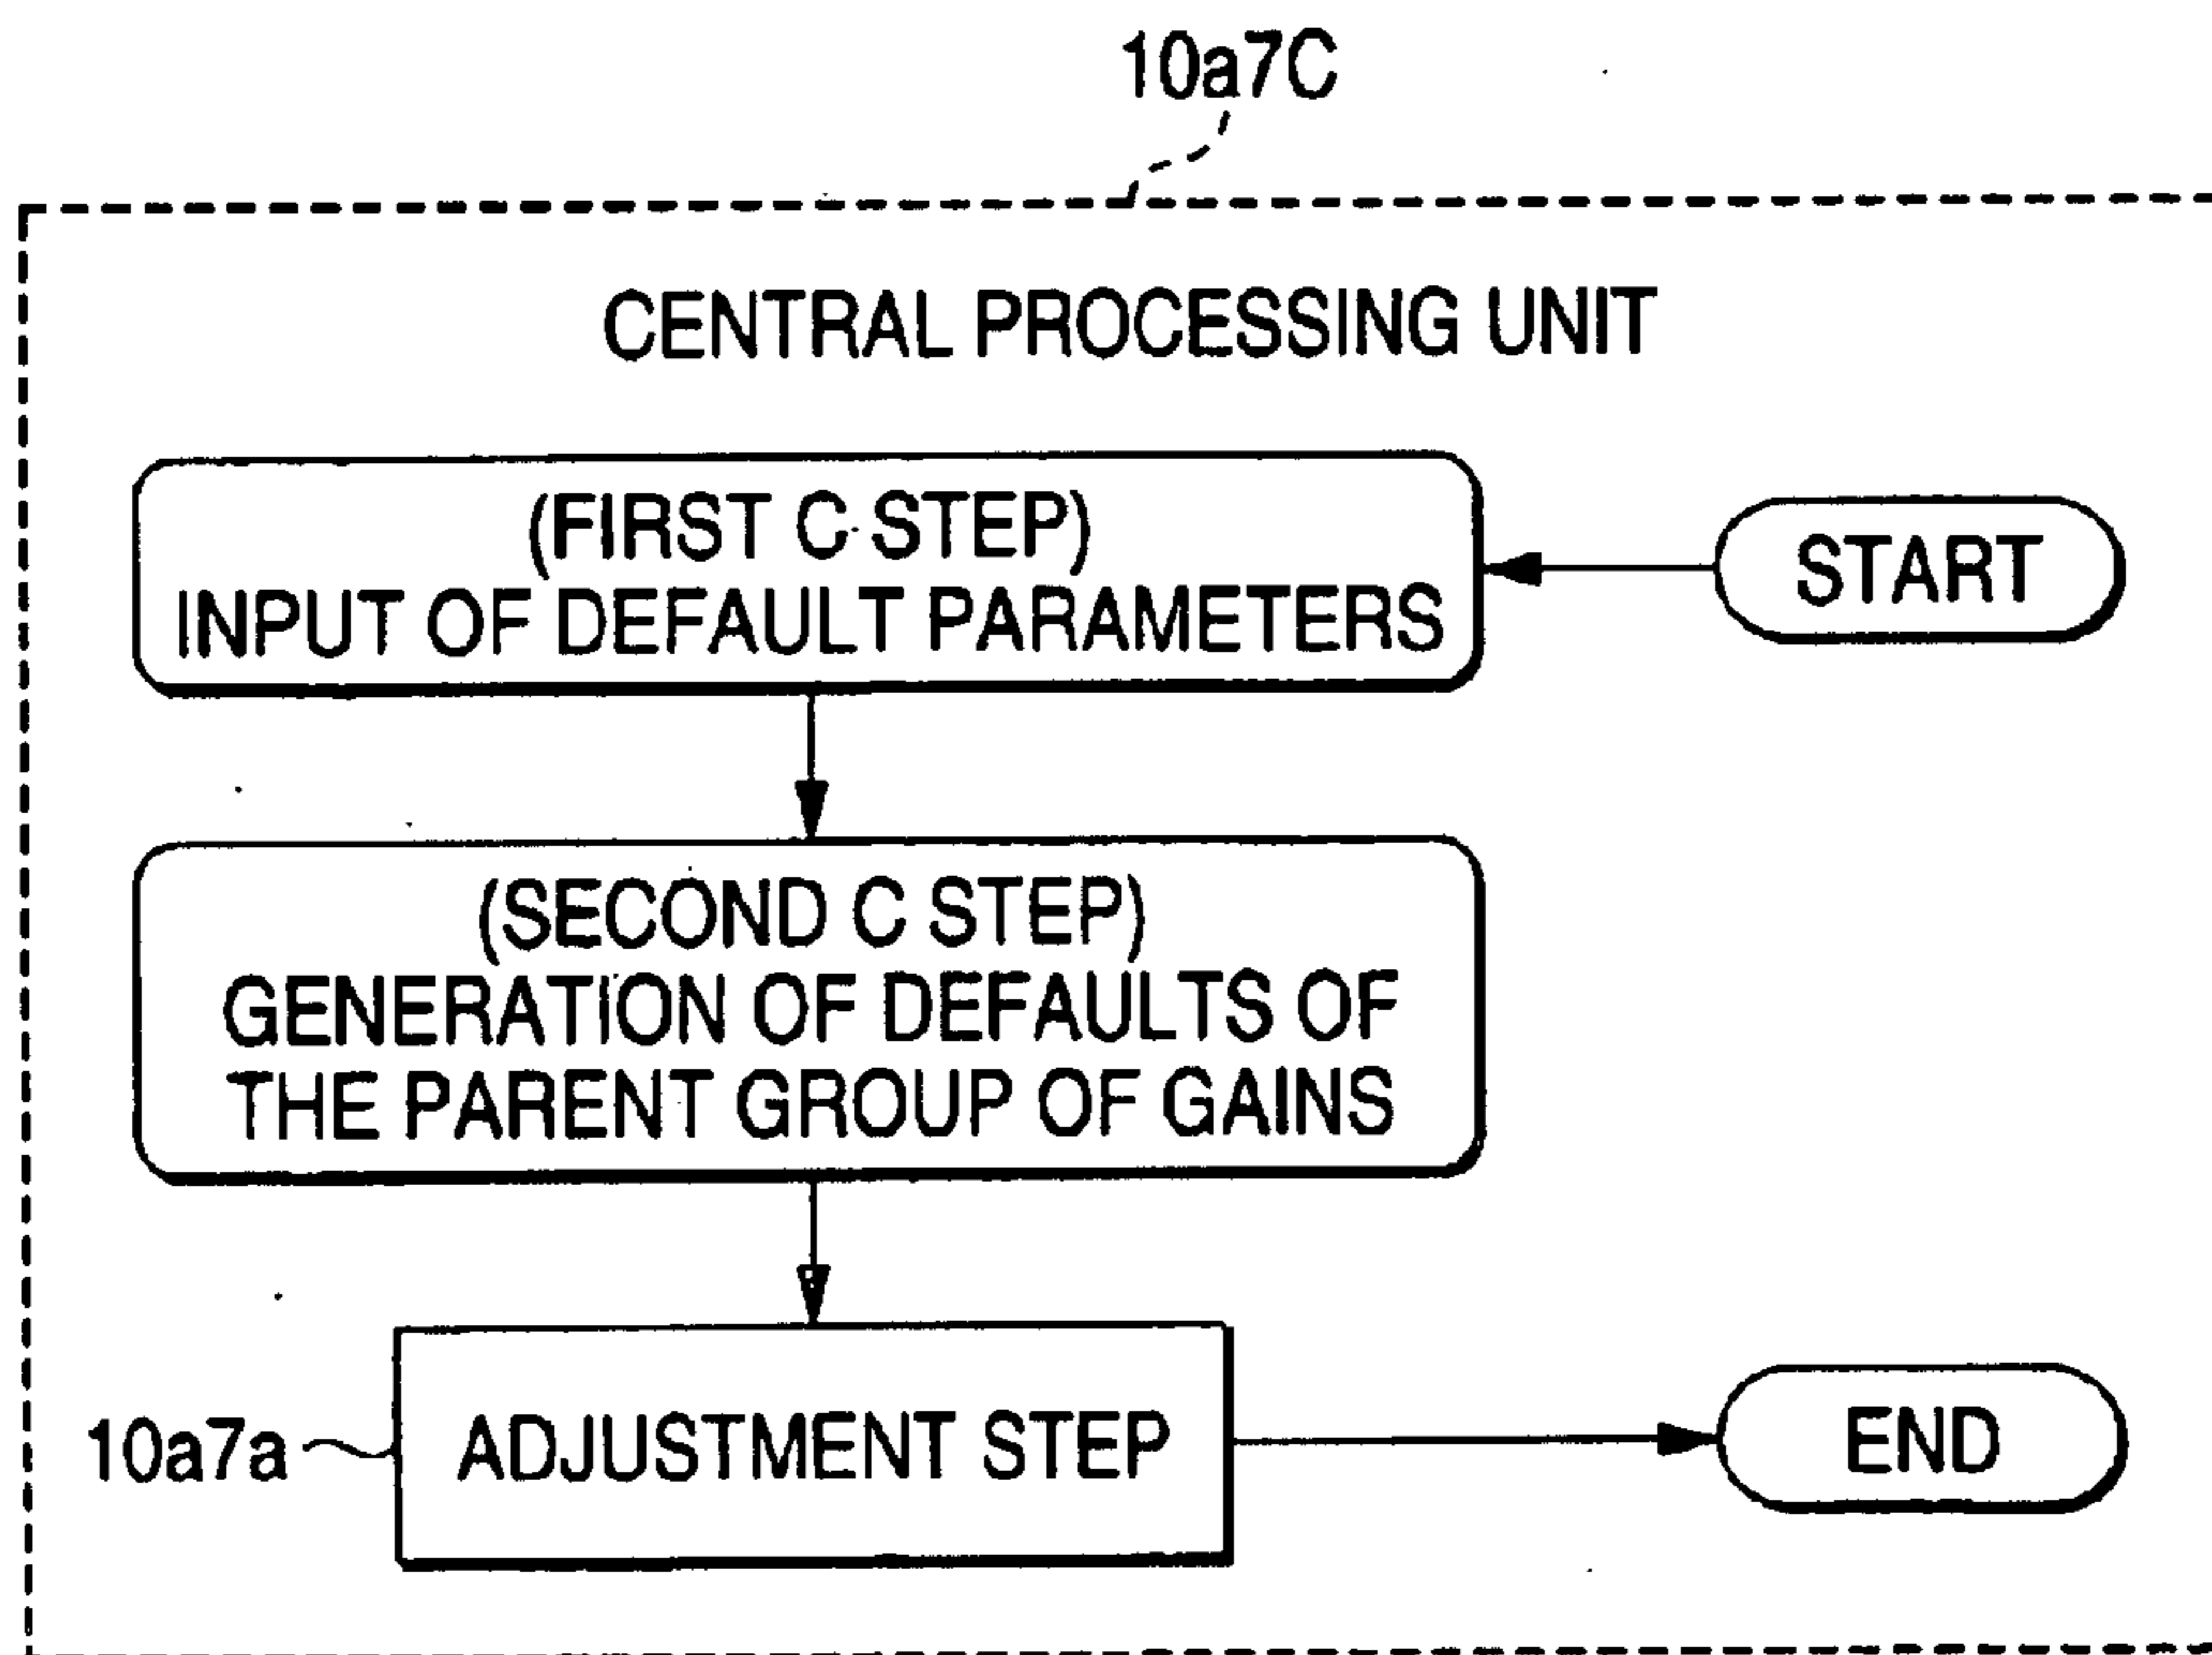 10a7C
CENTRAL PROCESSING UNIT
(FIRST C STEP)
INPUT OF DEFAULT PARAMETERS
START
(SECOND C STEP)
GENERATION OF DEFAULTS OF
THE PARENT GROUP OF GAINS
10a7a
ADJUSTMENT STEP
END